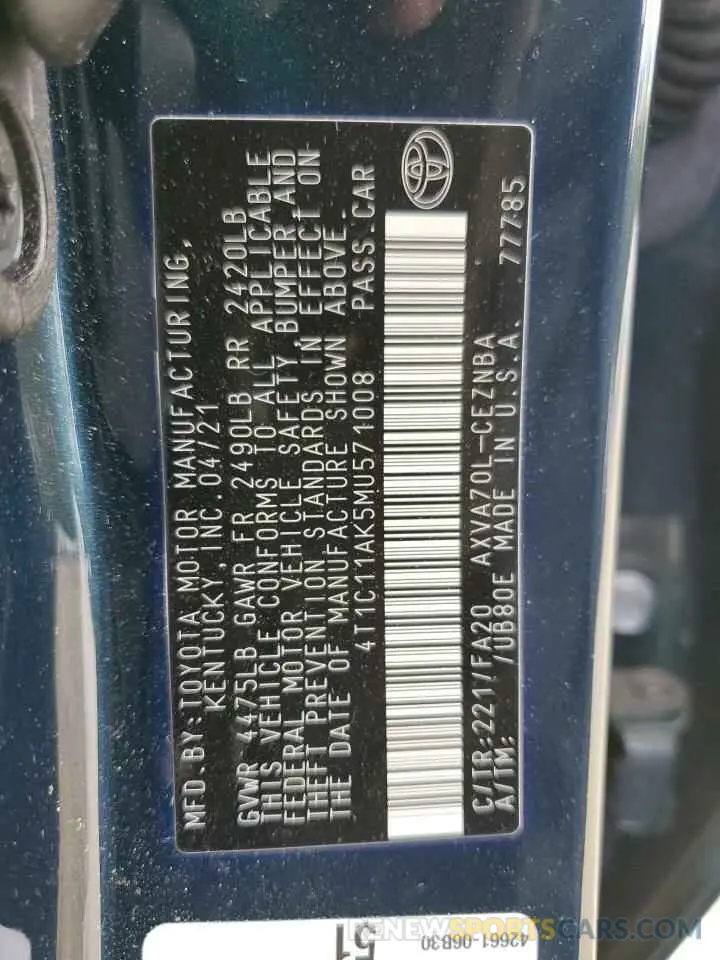 MFD. BY: TOYOTA MOTOR MANUFACTURING,
KENTUCKY, INC. 04/21
GVWR 4475LB GAWR FR 2490LB RR 2420LB
THIS VEHICLE CONFORMS TO ALL APPLICABLE
FEDERAL MOTOR VEHICLE SAFETY, BUMPER AND
THEFT PREVENTION STANDARDS IN EFFECT ON
THE DATE OF MANUFACTURE SHOWN ABOVE.
4T1C11AK5MU571008 PASS.CAR
C/TR: 221/FA20 AXVA70L-CEZNBA
A/TM: /UB80E MADE IN U.S.A. 77785
51
42661-06B30
RENEWSPORTSCARS.COM